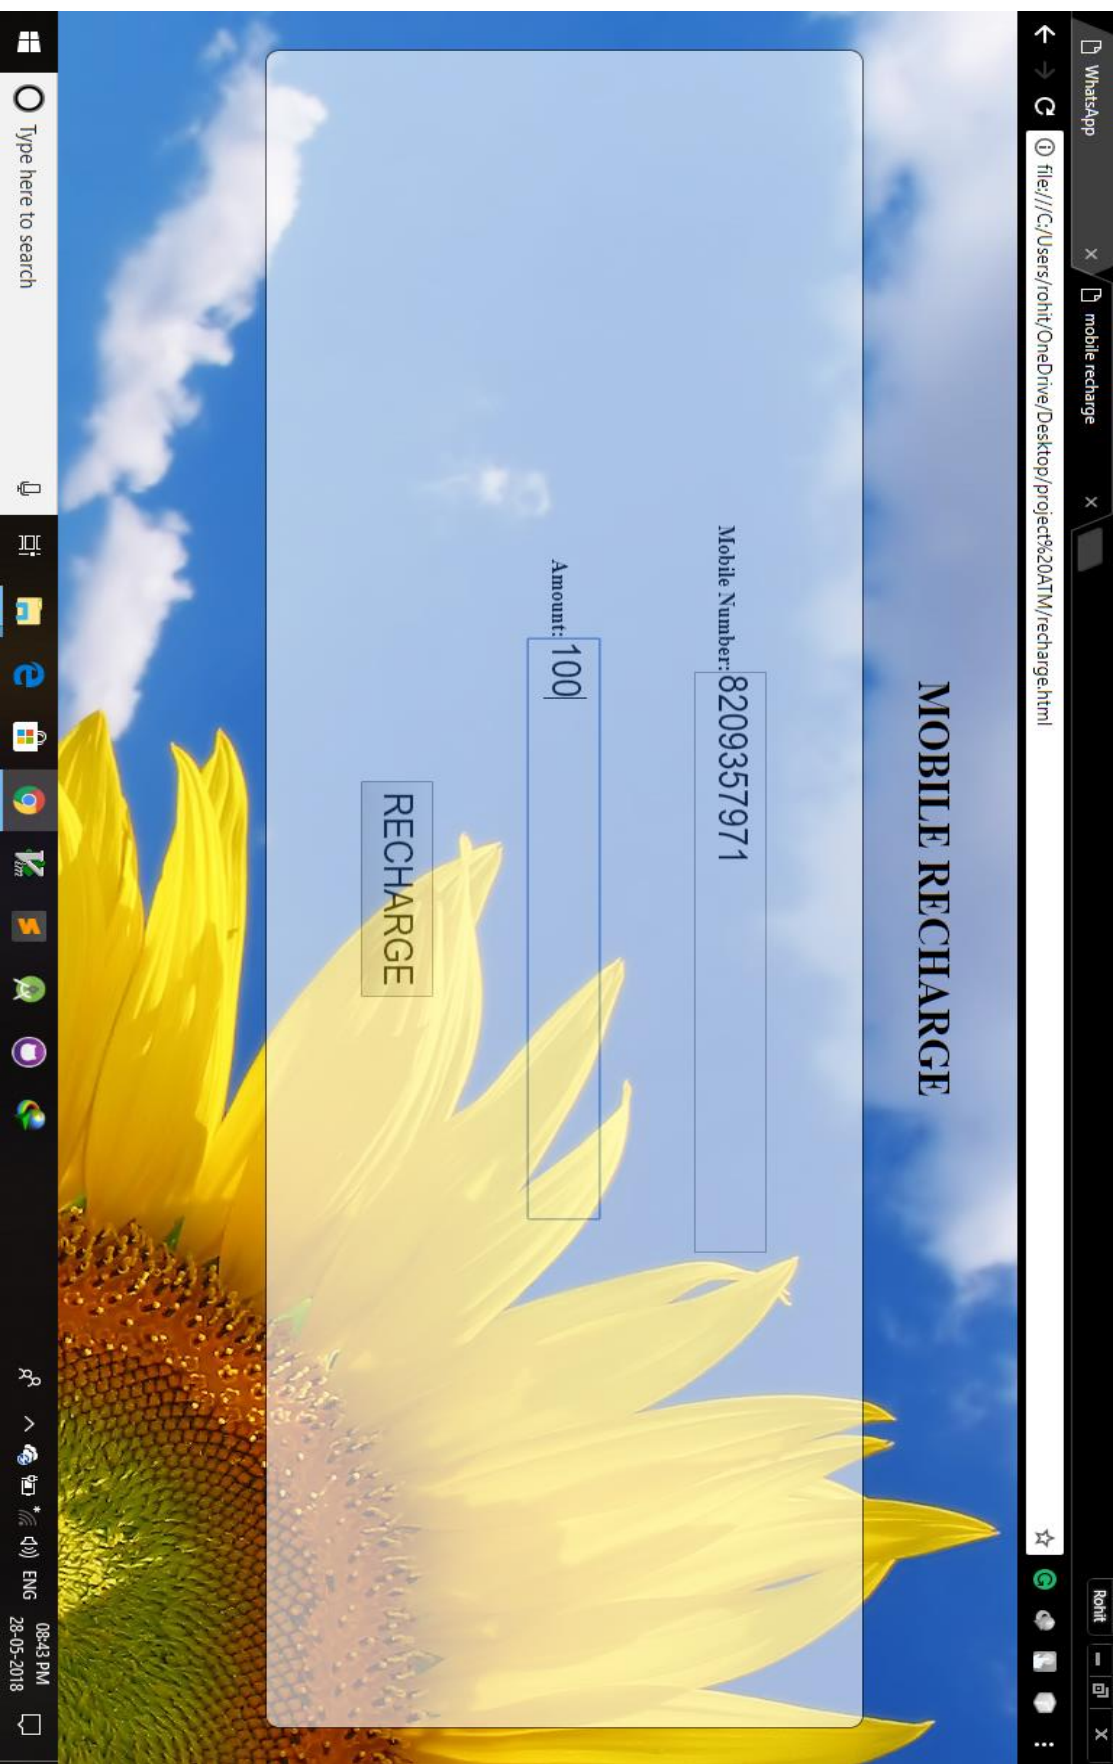 WhatsApp
mobile recharge
Rohit
file:///C:/Users/rohit/OneDrive/Desktop/project%20ATM/recharge.html
MOBILE RECHARGE
Mobile Number: 8209357971
Amount: 100
RECHARGE
Type here to search
ENG
08:43 PM
28-05-2018